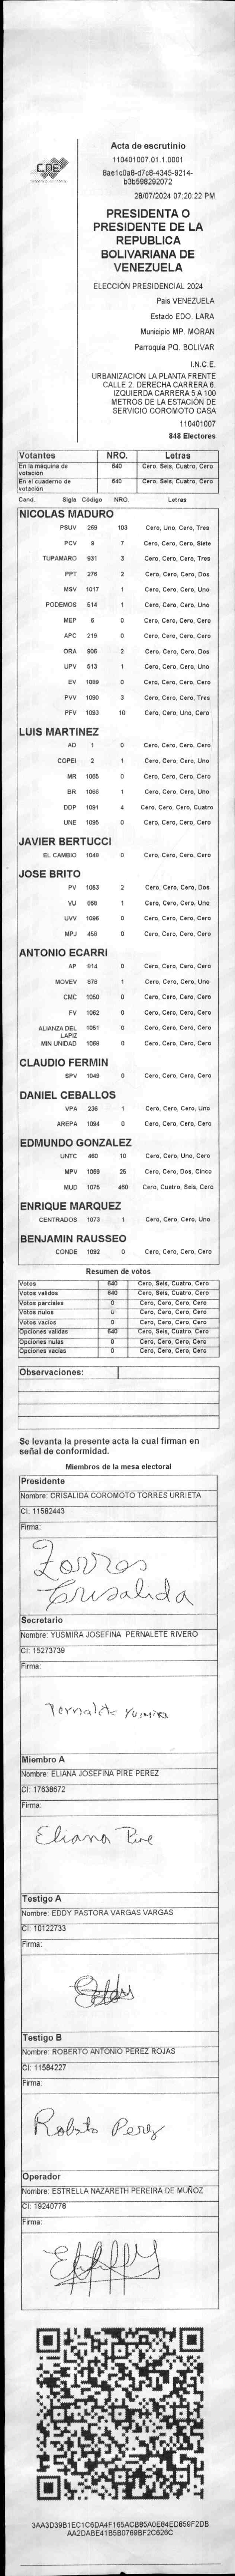 CNE
Acta de escrutinio
110401007.01.1.0001
8ae1c0a8-d7c8-4345-9214-
b3b598292072
28/07/2024 07:20:22 PM
PRESIDENTA O
PRESIDENTE DE LA
REPUBLICA
BOLIVARIANA DE
VENEZUELA
ELECCIÓN PRESIDENCIAL 2024
Pais VENEZUELA
Estado EDO. LARA
Municipio MP. MORAN
Parroquia PQ. BOLIVAR
I.N.C.E.
URBANIZACION LA PLANTA FRENTE
CALLE 2. DERECHA CARRERA 6.
IZQUIERDA CARRERA 5 A 100
METROS DE LA ESTACIÓN DE
SERVICIO COROMOTO CASA
110401007
848 Electores
Votantes NRO. Letras
En la máquina de votación 640 Cero, Seis, Cuatro, Cero
En el cuaderno de votación 640 Cero, Seis, Cuatro, Cero
Cand. Sigla Código NRO. Letras
NICOLAS MADURO
PSUV 269 103 Cero, Uno, Cero, Tres
PCV 9 7 Cero, Cero, Cero, Siete
TUPAMARO 931 3 Cero, Cero, Cero, Tres
PPT 276 2 Cero, Cero, Cero, Dos
MSV 1017 1 Cero, Cero, Cero, Uno
PODEMOS 514 1 Cero, Cero, Cero, Uno
MEP 6 0 Cero, Cero, Cero, Cero
APC 219 0 Cero, Cero, Cero, Cero
ORA 906 2 Cero, Cero, Cero, Dos
UPV 513 1 Cero, Cero, Cero, Uno
EV 1089 0 Cero, Cero, Cero, Cero
PVV 1090 3 Cero, Cero, Cero, Tres
PFV 1093 10 Cero, Cero, Uno, Cero
LUIS MARTINEZ
AD 1 0 Cero, Cero, Cero, Cero
COPEI 2 1 Cero, Cero, Cero, Uno
MR 1065 0 Cero, Cero, Cero, Cero
BR 1066 1 Cero, Cero, Cero, Uno
DDP 1091 4 Cero, Cero, Cero, Cuatro
UNE 1095 0 Cero, Cero, Cero, Cero
JAVIER BERTUCCI
EL CAMBIO 1048 0 Cero, Cero, Cero, Cero
JOSE BRITO
PV 1053 2 Cero, Cero, Cero, Dos
VU 868 1 Cero, Cero, Cero, Uno
UVV 1096 0 Cero, Cero, Cero, Cero
MPJ 458 0 Cero, Cero, Cero, Cero
ANTONIO ECARRI
AP 814 0 Cero, Cero, Cero, Cero
MOVEV 878 1 Cero, Cero, Cero, Uno
CMC 1050 0 Cero, Cero, Cero, Cero
FV 1062 0 Cero, Cero, Cero, Cero
ALIANZA DEL LAPIZ 1051 0 Cero, Cero, Cero, Cero
MIN UNIDAD 1069 0 Cero, Cero, Cero, Cero
CLAUDIO FERMIN
SPV 1049 0 Cero, Cero, Cero, Cero
DANIEL CEBALLOS
VPA 236 1 Cero, Cero, Cero, Uno
AREPA 1094 0 Cero, Cero, Cero, Cero
EDMUNDO GONZALEZ
UNTC 460 10 Cero, Cero, Uno, Cero
MPV 1069 25 Cero, Cero, Dos, Cinco
MUD 1075 460 Cero, Cuatro, Seis, Cero
ENRIQUE MARQUEZ
CENTRADOS 1073 1 Cero, Cero, Cero, Uno
BENJAMIN RAUSSEO
CONDE 1092 0 Cero, Cero, Cero, Cero
Resumen de votos
Votos 640 Cero, Seis, Cuatro, Cero
Votos validos 640 Cero, Seis, Cuatro, Cero
Votos parciales 0 Cero, Cero, Cero, Cero
Votos nulos 0 Cero, Cero, Cero, Cero
Votos vacios 0 Cero, Cero, Cero, Cero
Opciones validas 640 Cero, Seis, Cuatro, Cero
Opciones nulas 0 Cero, Cero, Cero, Cero
Opciones vacias 0 Cero, Cero, Cero, Cero
Observaciones:
Se levanta la presente acta la cual firman en
señal de conformidad.
Miembros de la mesa electoral
Presidente
Nombre: CRISALIDA COROMOTO TORRES URRIETA
CI: 11582443
Firma:
Torres
Crisalida
Secretario
Nombre: YUSMIRA JOSEFINA PERNALETE RIVERO
CI: 15273739
Firma:
Pernalete Yusmira
Miembro A
Nombre: ELIANA JOSEFINA PIRE PEREZ
CI: 17638672
Firma:
Eliana Pire
Testigo A
Nombre: EDDY PASTORA VARGAS VARGAS
CI: 10122733
Firma:
Testigo B
Nombre: ROBERTO ANTONIO PEREZ ROJAS
CI: 11584227
Firma:
Roberto Perez
Operador
Nombre: ESTRELLA NAZARETH PEREIRA DE MUÑOZ
CI: 19240778
Firma:
3AA3D39B1EC1C6DA4F165ACB85A0E84ED859F2DB
AA2DABE41B5B0769BF2C626C